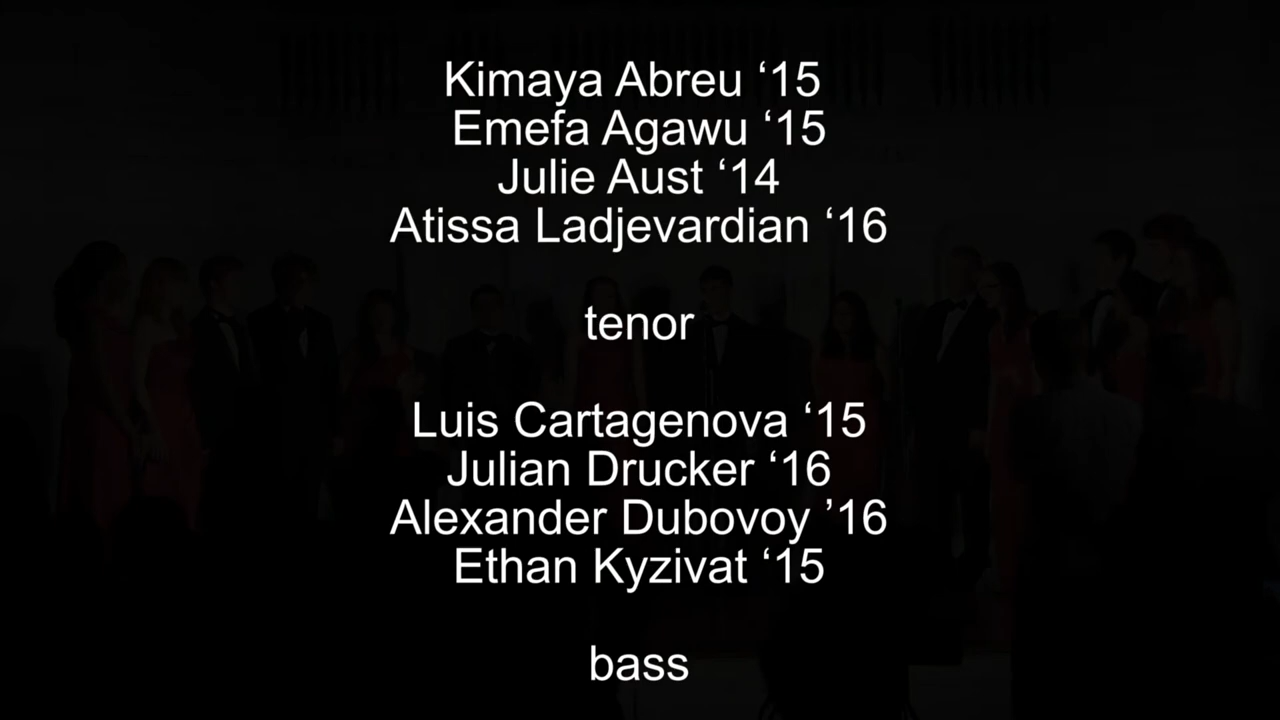 Kimaya Abreu ‘15
Emefa Agawu ‘15
Julie Aust ‘14
Atissa Ladjevardian ‘16
tenor
Luis Cartagenova ‘15
Julian Drucker ‘16
Alexander Dubovoy ’16
Ethan Kyzivat ‘15
bass